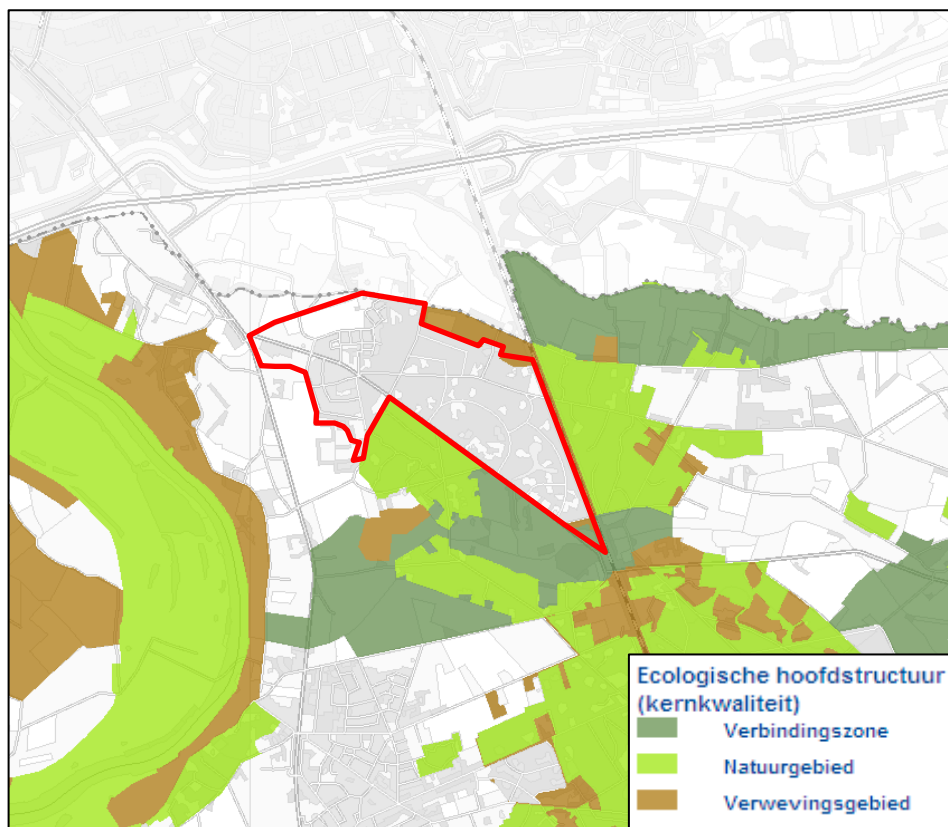 Ecologische hoofdstructuur
(kernkwaliteit)
Verbindingszone
Natuurgebied
Verwevingsgebied